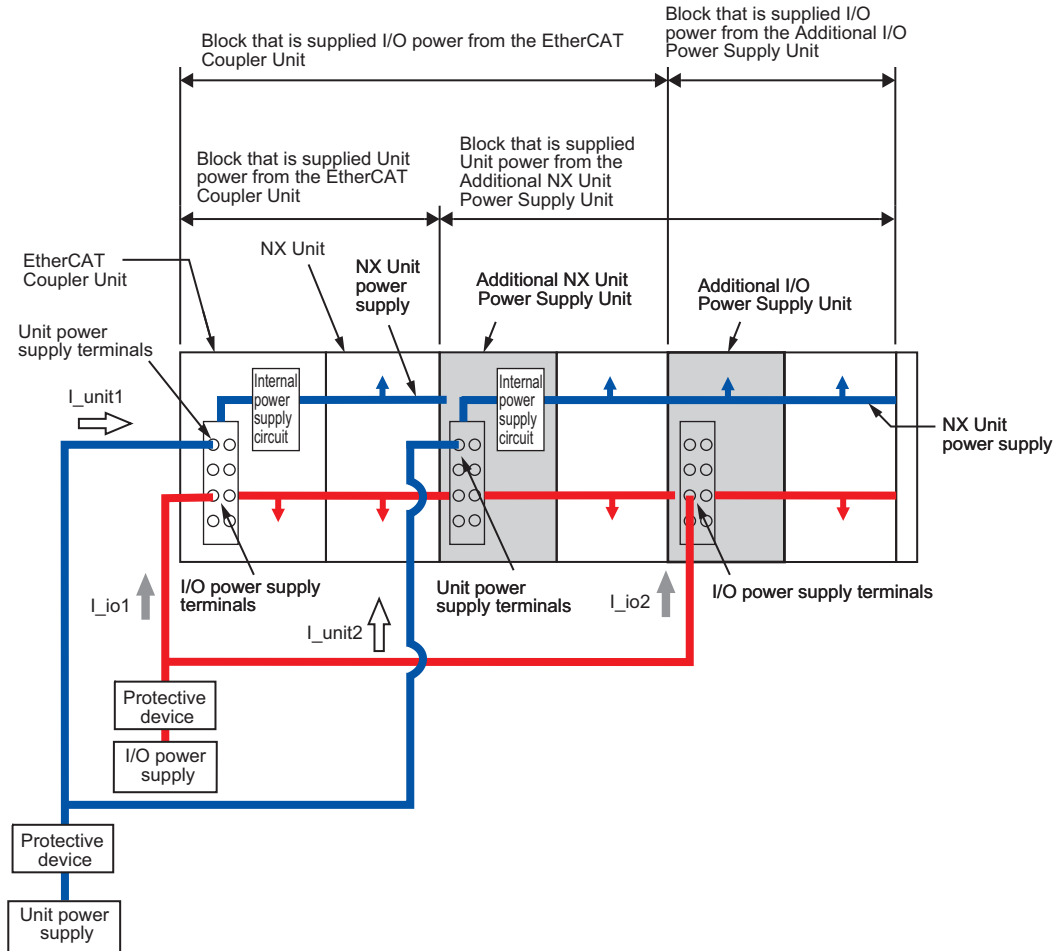 Block that is supplied I/O power from the EtherCAT
Coupler Unit
Block that is supplied I/O
power from the Additional I/O
Power Supply Unit
Block that is supplied Unit
power from the EtherCAT
Coupler Unit
Block that is supplied
Unit power from the
Additional NX Unit
Power Supply Unit
EtherCAT
Coupler Unit
NX Unit
NX Unit
power
supply
Additional NX Unit
Power Supply Unit
Additional I/O
Power Supply Unit
Unit power
supply terminals
I_unit1
Internal
power
supply
circuit
Internal
power
supply
circuit
NX Unit
power supply
I_io1
I/O power supply
terminals
I_unit2
Unit power
supply terminals
I_io2
I/O power supply terminals
Protective
device
I/O power
supply
Protective
device
Unit power
supply